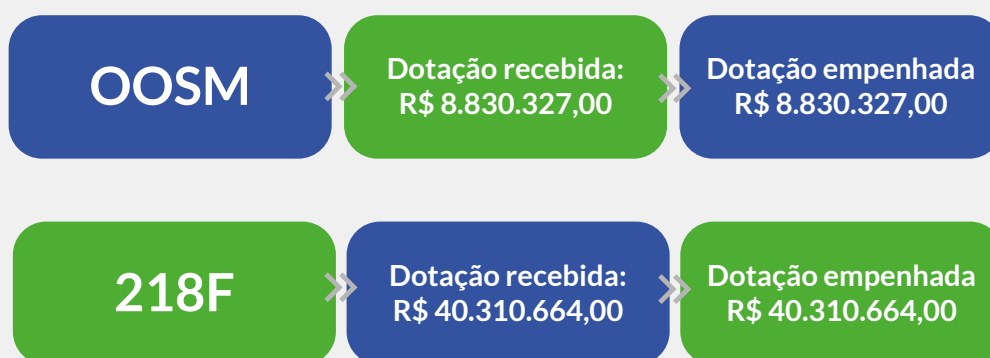 OOSM
Dotação recebida:
R$ 8.830.327,00
Dotação empenhada
R$ 8.830.327,00
218F
Dotação recebida:
R$ 40.310.664,00
Dotação empenhada
R$ 40.310.664,00